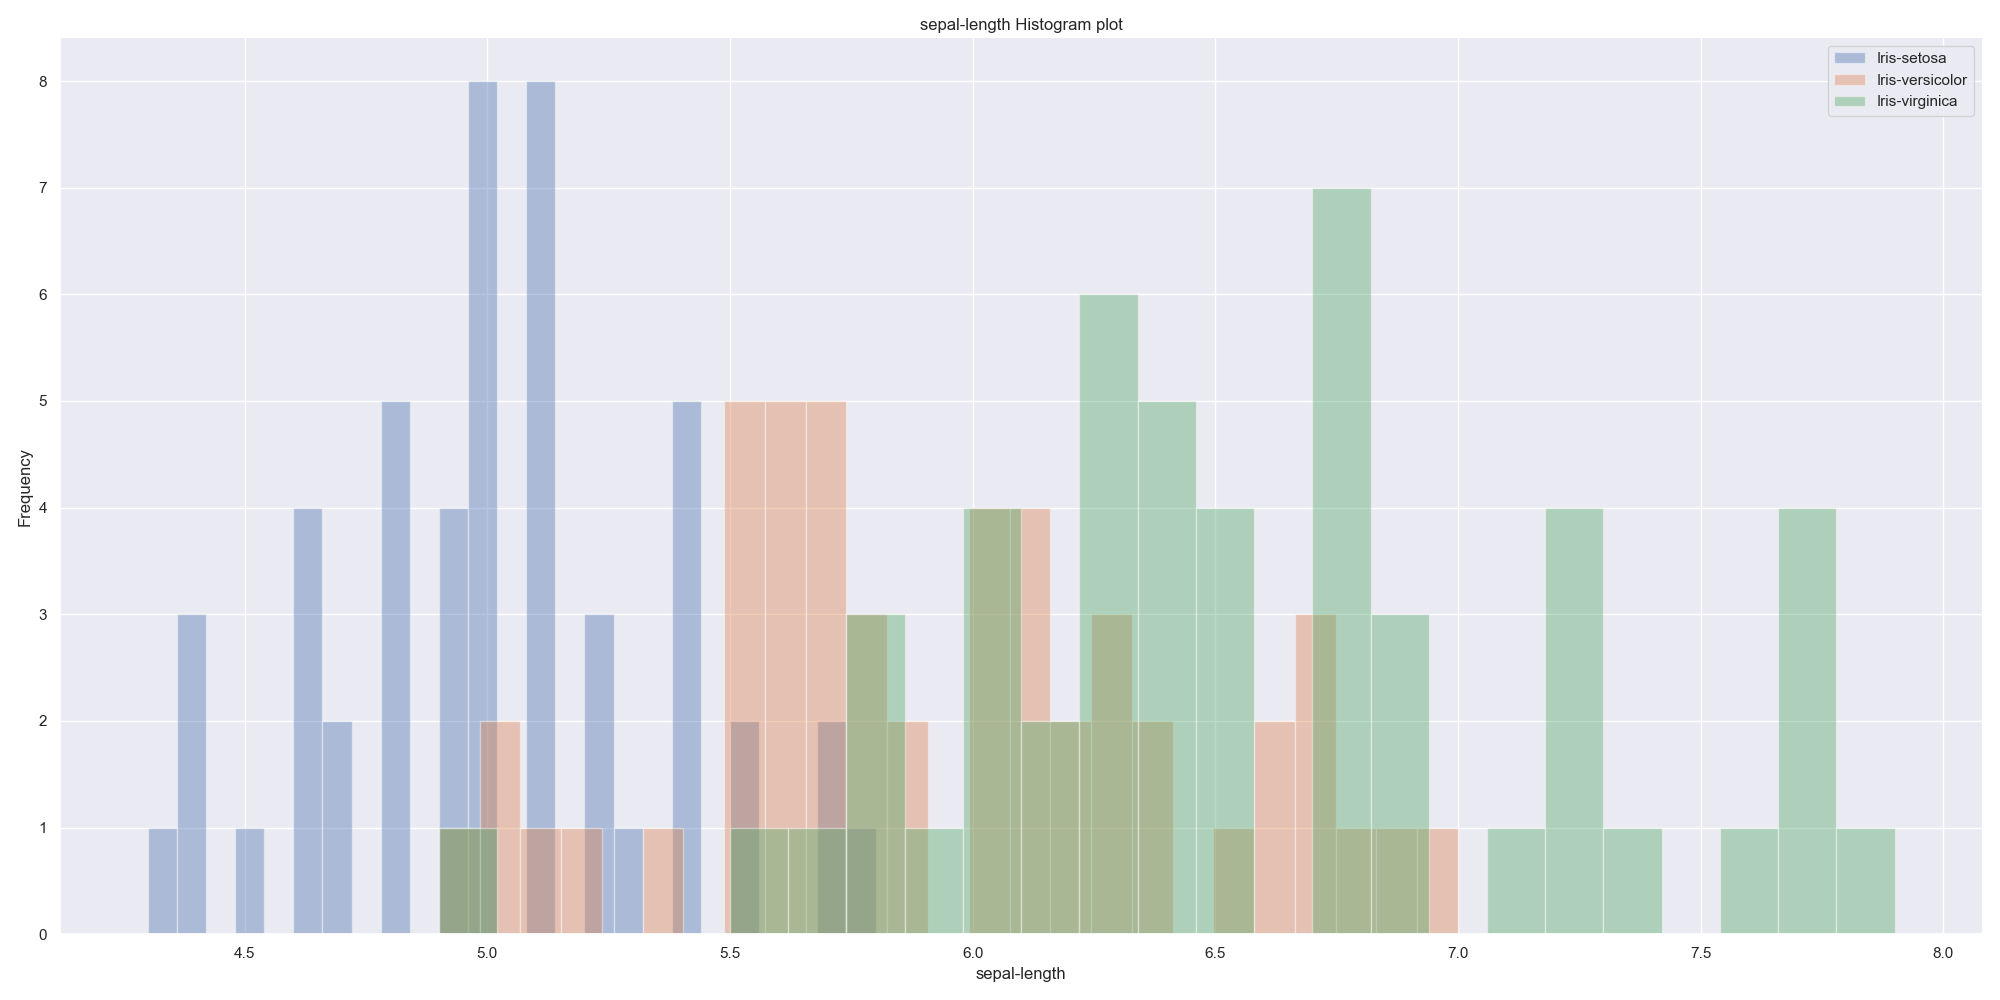 sepal-length Histogram plot
Iris-setosa
Iris-versicolor
Iris-virginica
Frequency
8
7
6
5
4
3
2
1
0
4.5 5.0 5.5 6.0 6.5 7.0 7.5 8.0
sepal-length